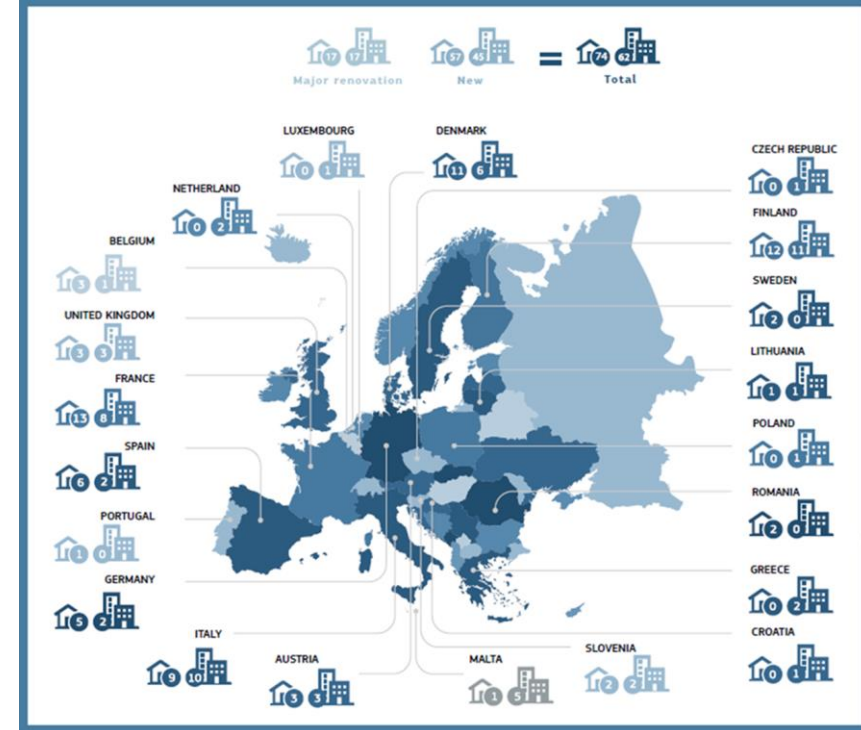 17 17 57 45 = 74 62
Major renovation New Total
LUXEMBOURG
0 1
DENMARK
11 6
CZECH REPUBLIC
0 1
NETHERLAND
0 2
FINLAND
12 11
BELGIUM
3 1
SWEDEN
2 0
UNITED KINGDOM
3 3
LITHUANIA
1 1
FRANCE
13 8
POLAND
0 1
SPAIN
6 2
ROMANIA
2 0
PORTUGAL
1 0
GREECE
0 2
GERMANY
5 2
CROATIA
0 1
ITALY
9 10
AUSTRIA
3 3
MALTA
1 5
SLOVENIA
2 2